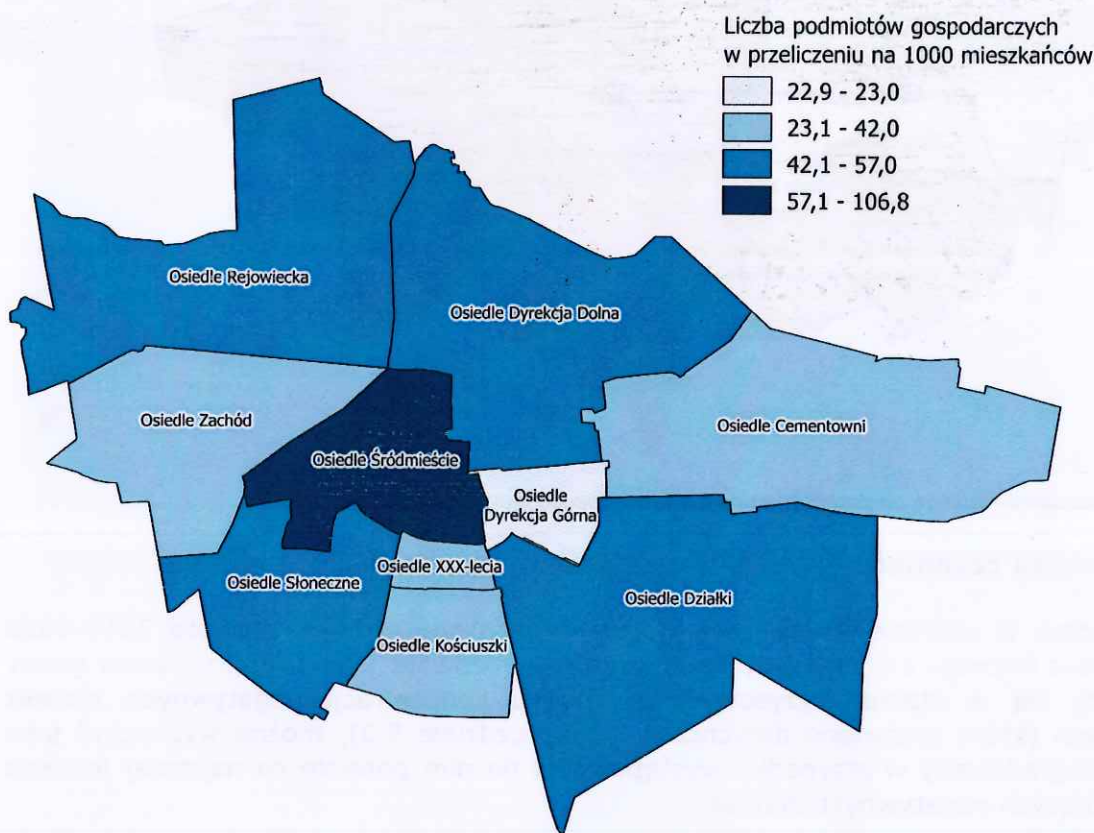 Liczba podmiotów gospodarczych
w przeliczeniu na 1000 mieszkańców
22,9 - 23,0
23,1 - 42,0
42,1 - 57,0
57,1 - 106,8
Osiedle Rejowiecka
Osiedle Dyrekcja Dolna
Osiedle Zachód
Osiedle Cementowni
Osiedle Śródmieście
Osiedle
Dyrekcja Górna
Osiedle XXX-lecia
Osiedle Słoneczne
Osiedle Działki
Osiedle Kościuszki